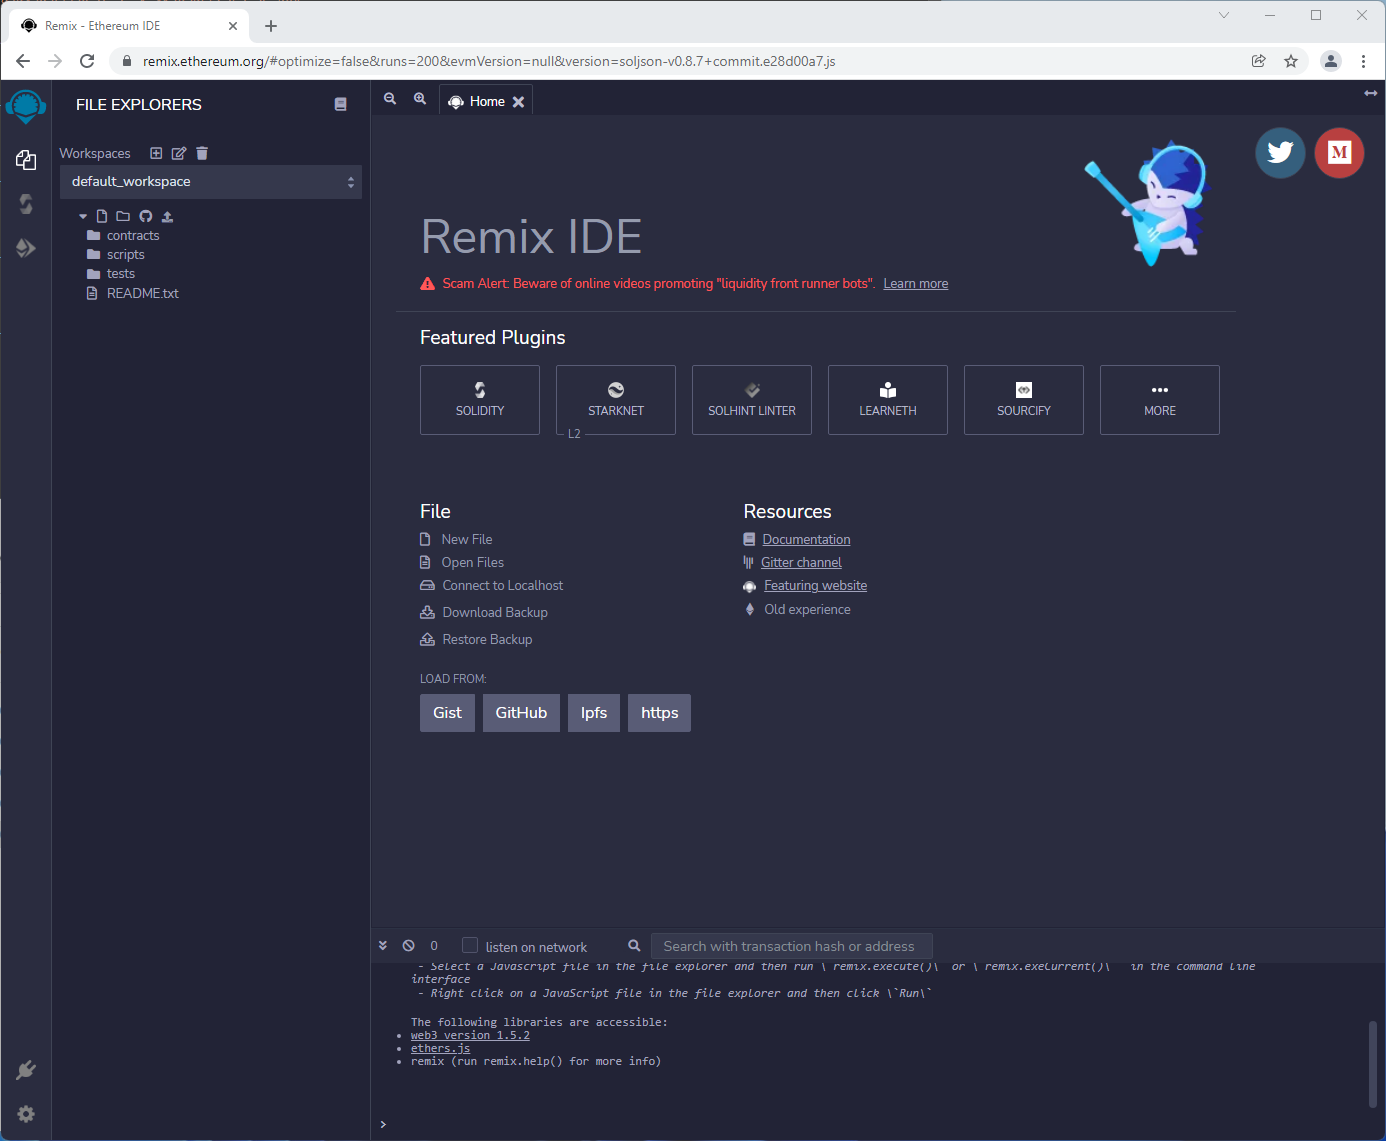 Remix - Ethereum IDE
remix.ethereum.org/#optimize=false&runs=200&evmVersion=null&version=soljson-v0.8.7+commit.e28d00a7.js
FILE EXPLORERS
Workspaces
default_workspace
contracts
scripts
tests
README.txt
Home
M
Remix IDE
Scam Alert: Beware of online videos promoting "liquidity front runner bots". Learn more
Featured Plugins
SOLIDITY
STARKNET
L2
SOLHINT LINTER
LEARNETH
SOURCIFY
MORE
File
New File
Open Files
Connect to Localhost
Download Backup
Restore Backup
LOAD FROM:
Gist GitHub Ipfs https
Resources
Documentation
Gitter channel
Featuring website
Old experience
0 listen on network Search with transaction hash or address
- Select a Javascript file in the file explorer and then run \`remix.execute()\` or \`remix.exeCurrent()\` in the command line
interface
- Right click on a JavaScript file in the file explorer and then click \`Run\`
The following libraries are accessible:
• web3 version 1.5.2
• ethers.js
• remix (run remix.help() for more info)
>